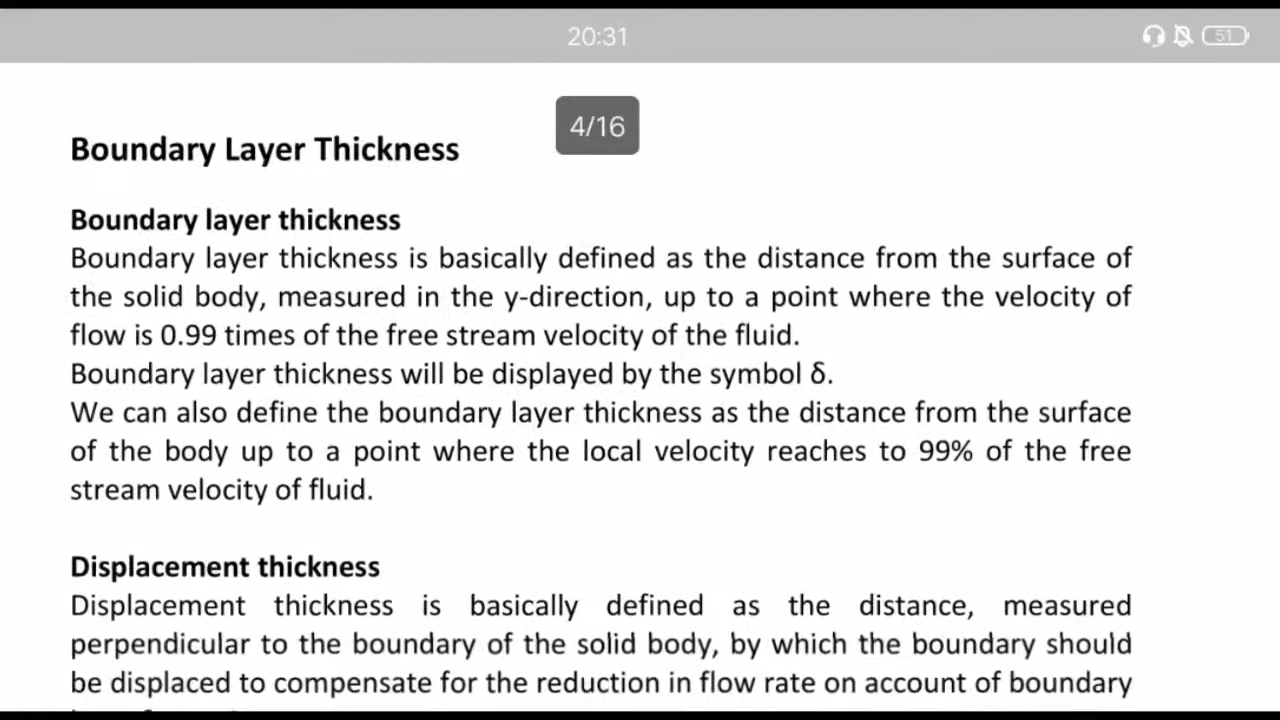 20:31
51
4/16
Boundary Layer Thickness
Boundary layer thickness
Boundary layer thickness is basically defined as the distance from the surface of
the solid body, measured in the y-direction, up to a point where the velocity of
flow is 0.99 times of the free stream velocity of the fluid.
Boundary layer thickness will be displayed by the symbol δ.
We can also define the boundary layer thickness as the distance from the surface
of the body up to a point where the local velocity reaches to 99% of the free
stream velocity of fluid.
Displacement thickness
Displacement thickness is basically defined as the distance, measured
perpendicular to the boundary of the solid body, by which the boundary should
be displaced to compensate for the reduction in flow rate on account of boundary